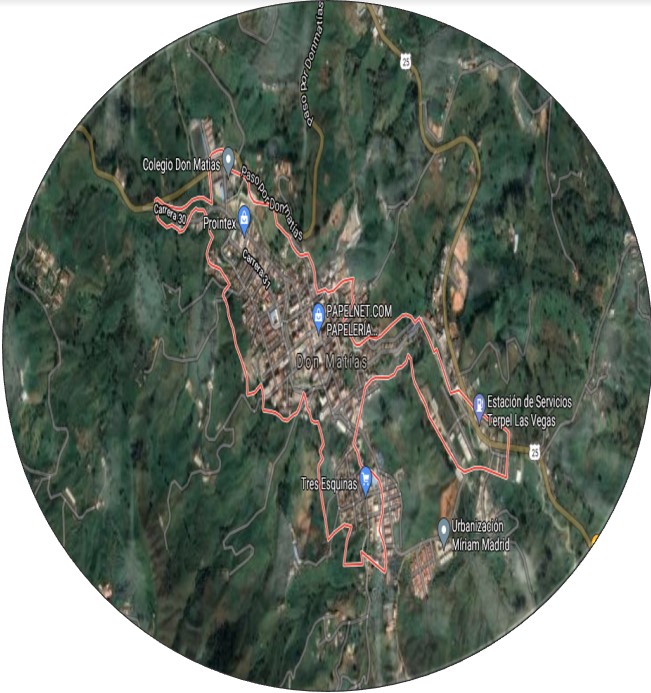 Paso por Donmatías
25
Colegio Don Matias
Paso por Donmatías
Carrera 30
Prointex
Carrera 31
PAPELNET.COM
PAPELERÍA...
Don Matías
Estación de Servicios
Terpel Las Vegas
25
Tres Esquinas
Urbanización
Miriam Madrid